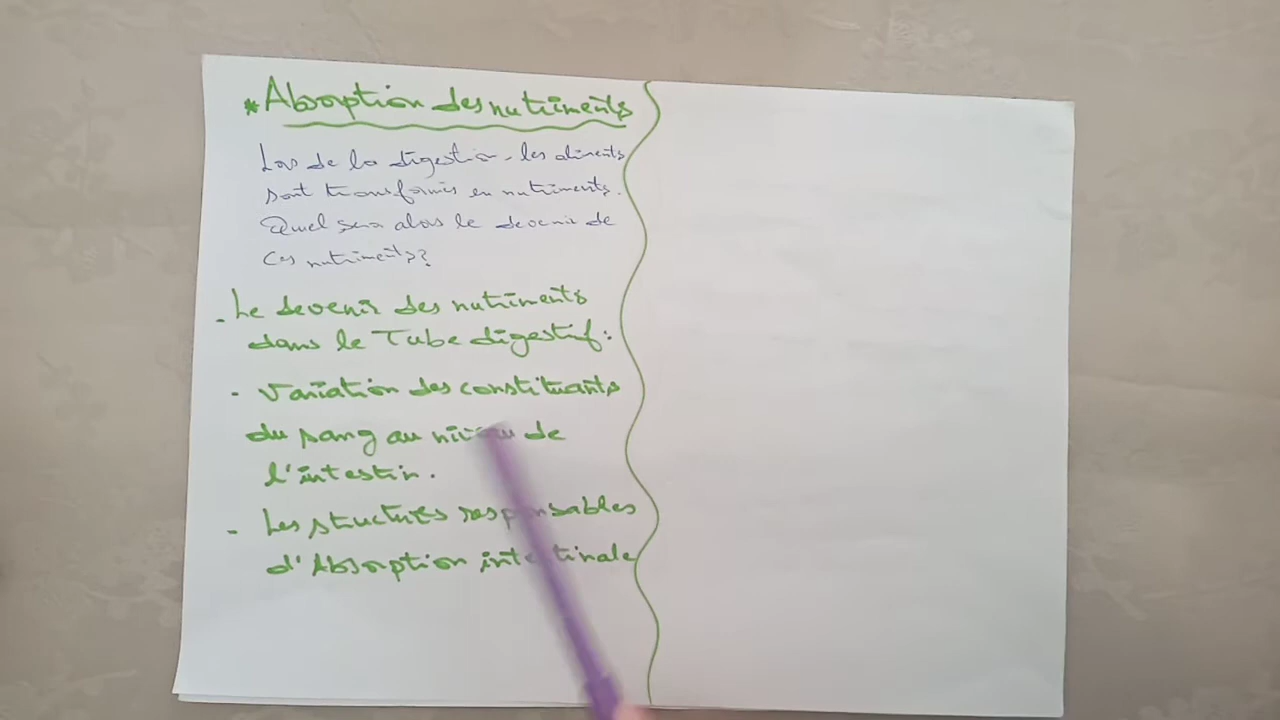 * Absorption des nutriments
Lors de la digestion, les aliments
sont transformés en nutriments.
Quel sera alors le devenir de
ces nutriments?
- Le devenir des nutriments
dans le Tube digestif:
- Variation des constituants
du sang au niveau de
l'intestin.
- Les structures responsables
d'Absorption intestinale